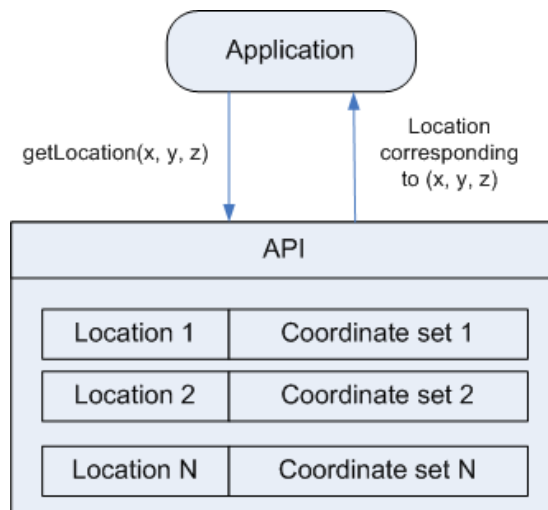 Application
getLocation(x, y, z)
Location
corresponding
to (x, y, z)
API
Location 1
Coordinate set 1
Location 2
Coordinate set 2
Location N
Coordinate set N